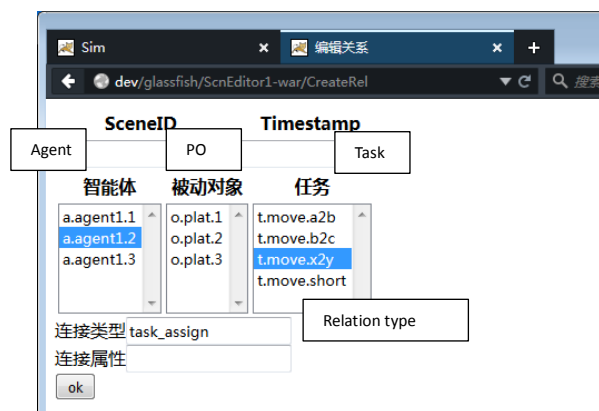 Sim
编辑关系
dev/glassfish/ScnEditor1-war/CreateRel
搜索
SceneID Timestamp
Agent PO Task
智能体 被动对象 任务
a.agent1.1 o.plat.1 t.move.a2b
a.agent1.2 o.plat.2 t.move.b2c
a.agent1.3 o.plat.3 t.move.x2y
t.move.short
Relation type
连接类型 task_assign
连接属性
ok